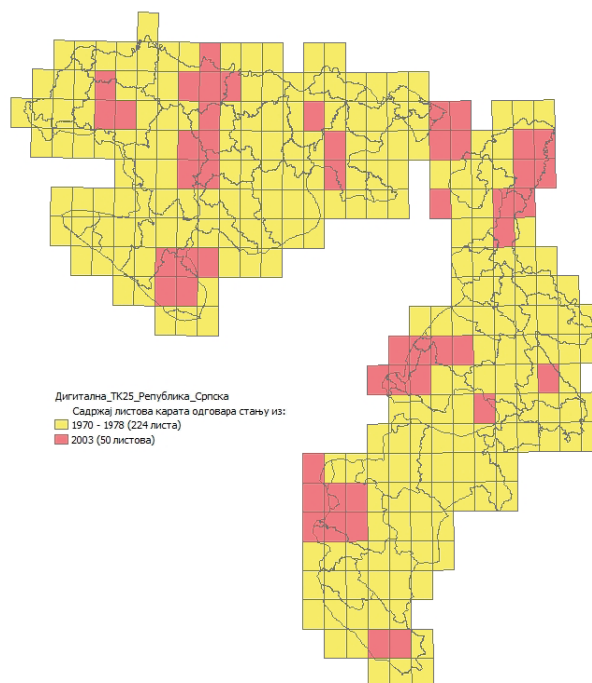 Дигитална_ТК25_Република_Српска
Садржај листова карата одговара стању из:
1970 - 1978 (224 листа)
2003 (50 листова)